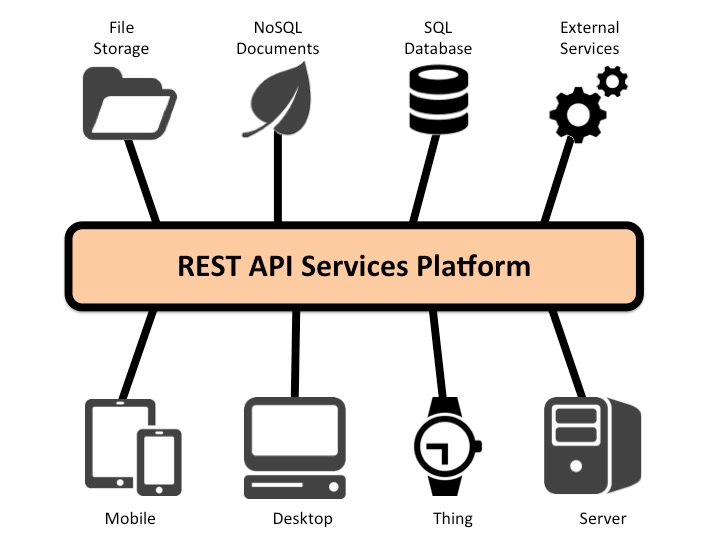 File
Storage
NoSQL
Documents
SQL
Database
External
Services
REST API Services Platform
Mobile
Desktop
Thing
Server